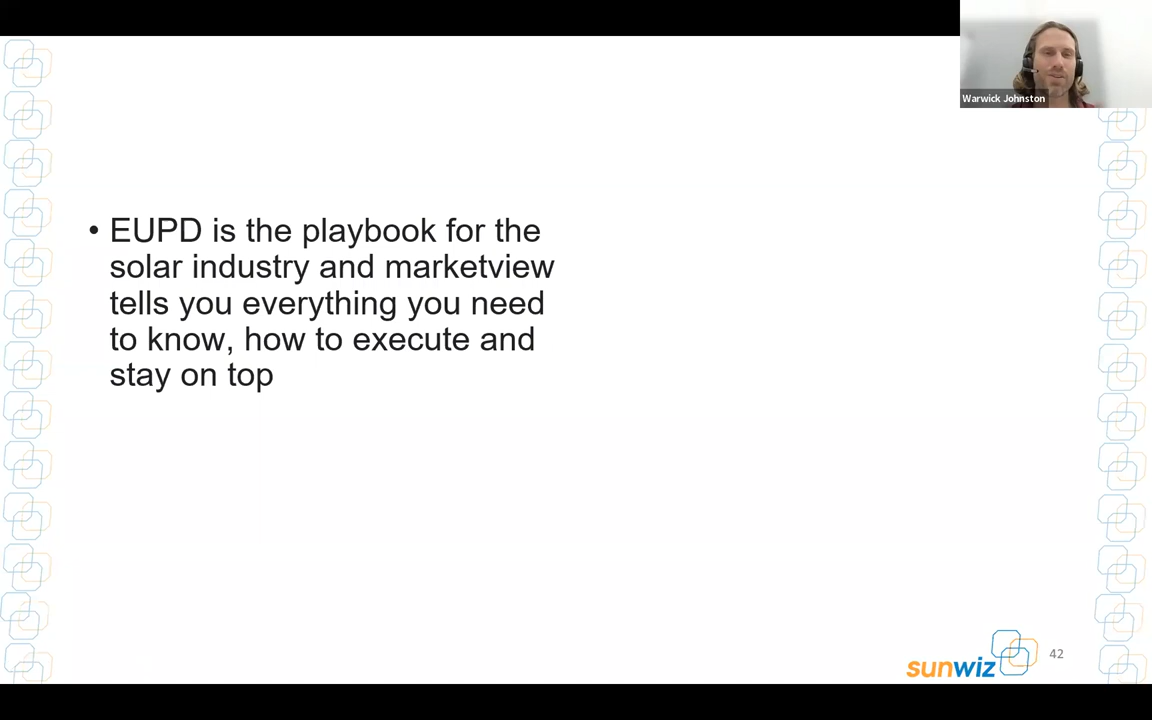 Warwick Johnston
• EUPD is the playbook for the
solar industry and marketview
tells you everything you need
to know, how to execute and
stay on top
sunwiz
42